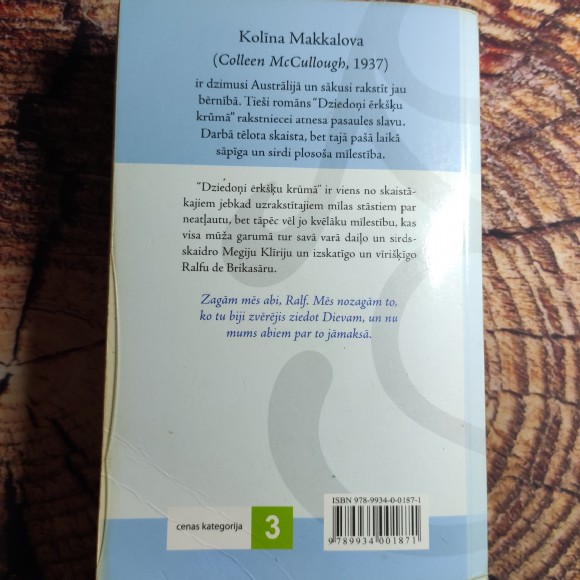 Kolīna Makkalova
(Colleen McCullough, 1937)
ir dzimusi Austrālijā un sākusi rakstīt jau
bērnībā. Tieši romāns "Dziedoņi ērkšķu
krūmā" rakstniecei atnesa pasaules slavu.
Darbā tēlota skaista, bet tajā pašā laikā
sāpīga un sirdi plosoša mīlestība.
"Dziedoņi ērkšķu krūmā" ir viens no skaistā-
kajiem jebkad uzrakstītajiem mīlas stāstiem par
neatļautu, bet tāpēc vēl jo kvēlāku mīlestību, kas
visa mūža garumā tur savā varā daiļo un sirds-
skaidro Megiju Klīriju un izskatīgo un vīrišķīgo
Ralfu de Brikasāru.
Zagām mēs abi, Ralf. Mēs nozagām to,
ko tu biji zvērējis ziedot Dievam, un nu
mums abiem par to jāmaksā.
ISBN 978-9934-0-0187-1
cenas kategorija 3
9 789934 001871